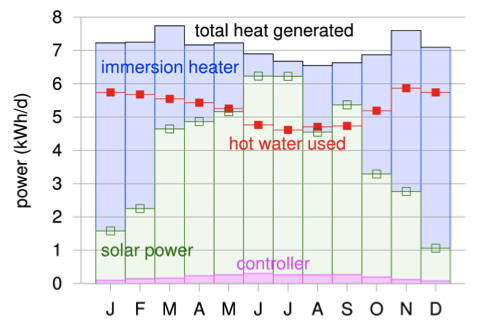 8
total heat generated
7
immersion heater
6
5
hot water used
4
3
2
solar power
1
controller
0
power (kWh/d)
J F M A M J J A S O N D